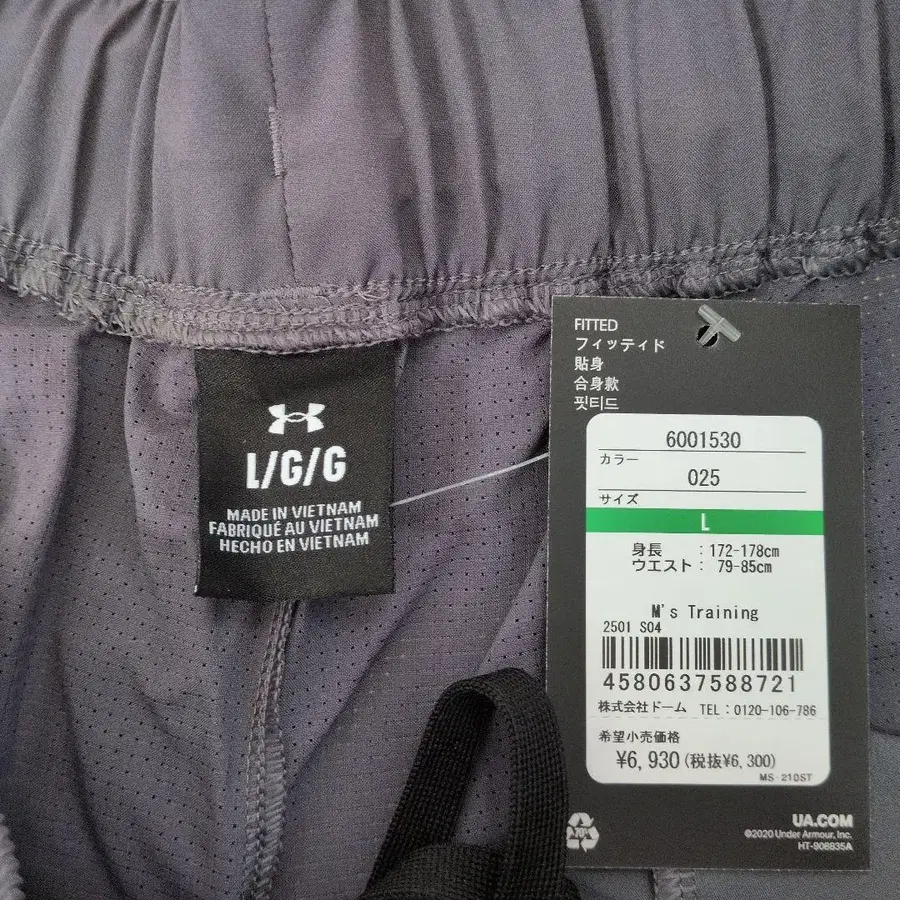 L/G/G
MADE IN VIETNAM
FABRIQUÉ AU VIETNAM
HECHO EN VIETNAM
FITTED
フィッティド
貼身
合身款
핏티드
6001530
カラー
025
サイズ
L
身長 : 172-178cm
ウエスト : 79-85cm
M's Training
2501 S04
4580637588721
株式会社ドーム TEL : 0120-106-786
希望小売価格
¥6,930 (税抜¥6,300)
MS-21DST
70%
UA.COM
©2020 Under Armour, Inc.
HT-908835A